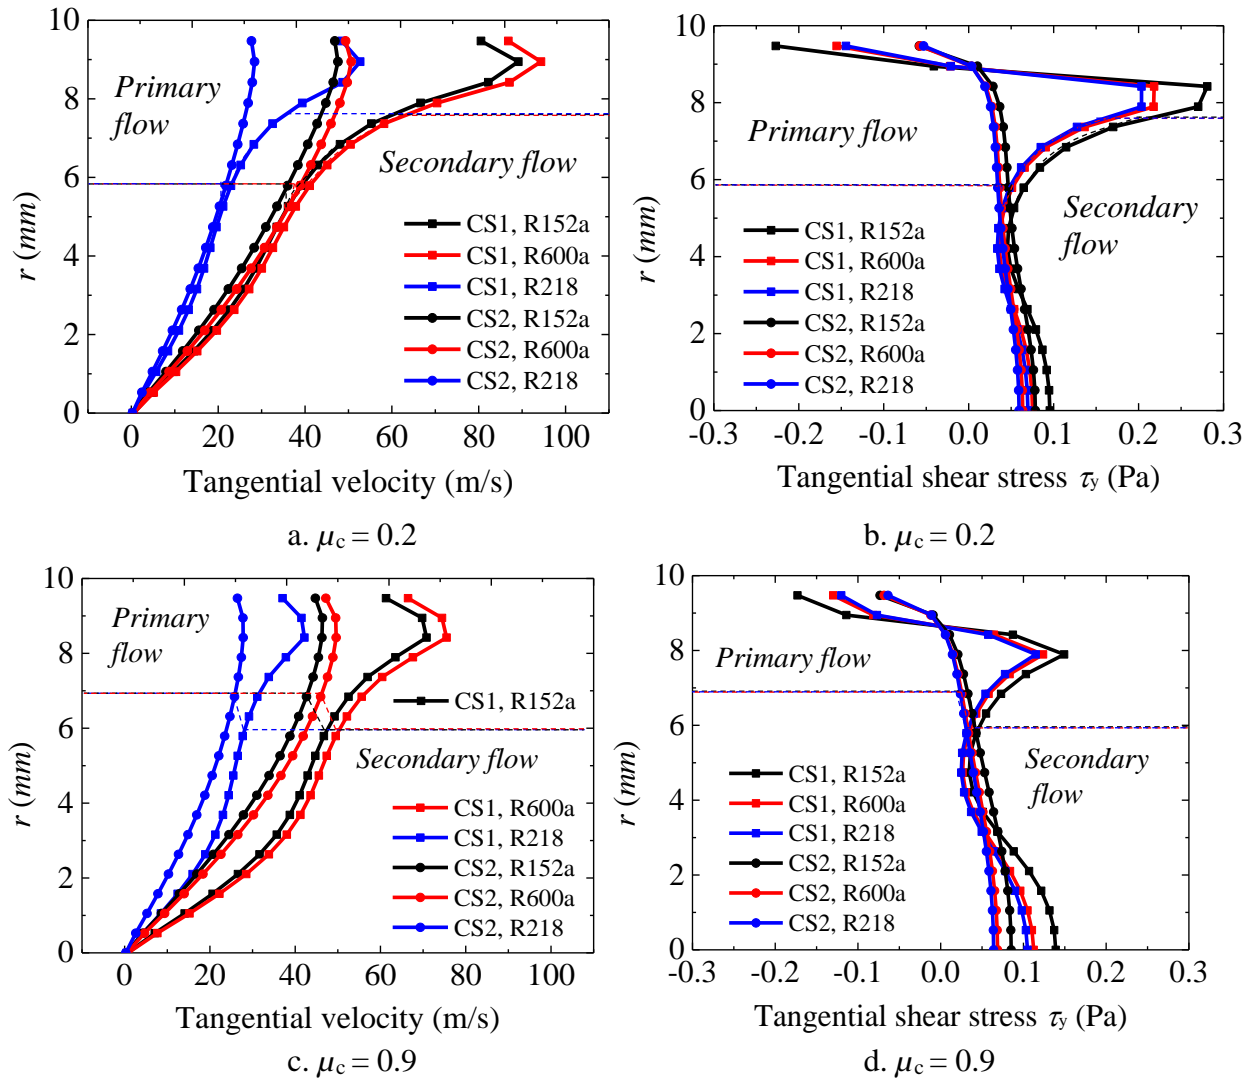 10
8
6
4
2
0
r (mm)
Primary
flow
Secondary flow
CS1, R152a
CS1, R600a
CS1, R218
CS2, R152a
CS2, R600a
CS2, R218
0 20 40 60 80 100
Tangential velocity (m/s)
a. μc = 0.2
10
8
6
4
2
0
r (mm)
Primary flow
Secondary
flow
CS1, R152a
CS1, R600a
CS1, R218
CS2, R152a
CS2, R600a
CS2, R218
-0.3 -0.2 -0.1 0.0 0.1 0.2 0.3
Tangential shear stress τy (Pa)
b. μc = 0.2
10
8
6
4
2
0
r (mm)
Primary
flow
CS1, R152a
Secondary flow
CS1, R600a
CS1, R218
CS2, R152a
CS2, R600a
CS2, R218
0 20 40 60 80 100
Tangential velocity (m/s)
c. μc = 0.9
10
8
6
4
2
0
r (mm)
Primary flow
Secondary
flow
CS1, R152a
CS1, R600a
CS1, R218
CS2, R152a
CS2, R600a
CS2, R218
-0.3 -0.2 -0.1 0.0 0.1 0.2 0.3
Tangential shear stress τy (Pa)
d. μc = 0.9